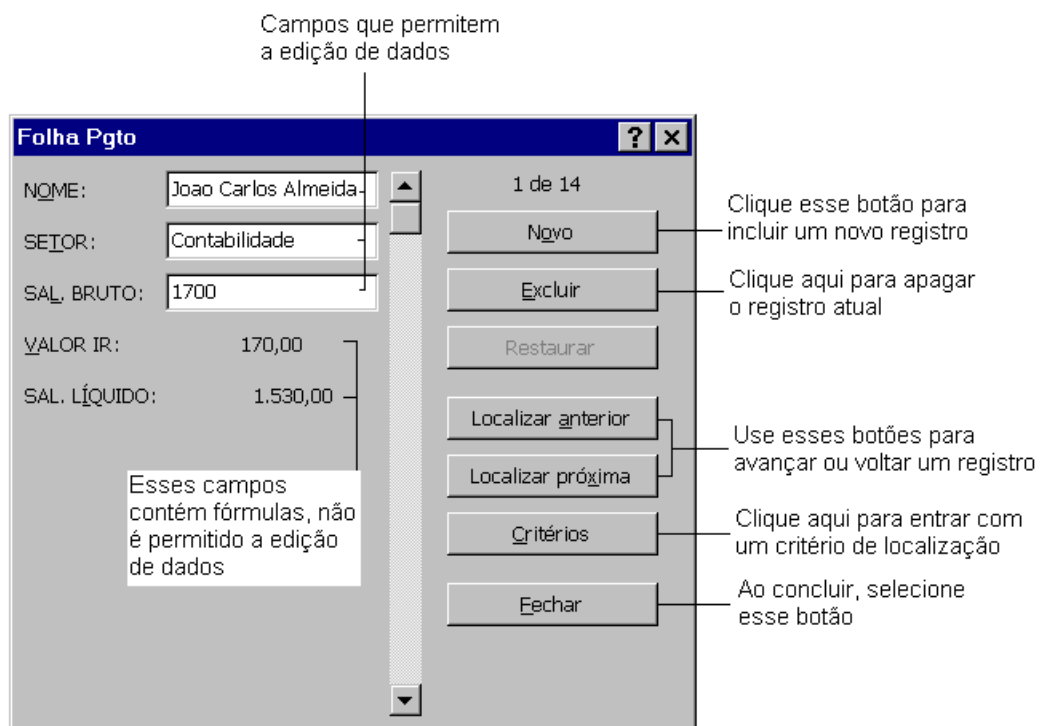 Campos que permitem
a edição de dados
Folha Pgto
NOME:
Joao Carlos Almeida
1 de 14
SETOR:
Contabilidade
Novo
Clique esse botão para
incluir um novo registro
SAL. BRUTO:
1700
Excluir
Clique aqui para apagar
o registro atual
VALOR IR:
170,00
Restaurar
SAL. LÍQUIDO:
1.530,00
Localizar anterior
Localizar próxima
Use esses botões para
avançar ou voltar um registro
Esses campos
contém fórmulas, não
é permitido a edição
de dados
Critérios
Clique aqui para entrar com
um critério de localização
Fechar
Ao concluir, selecione
esse botão